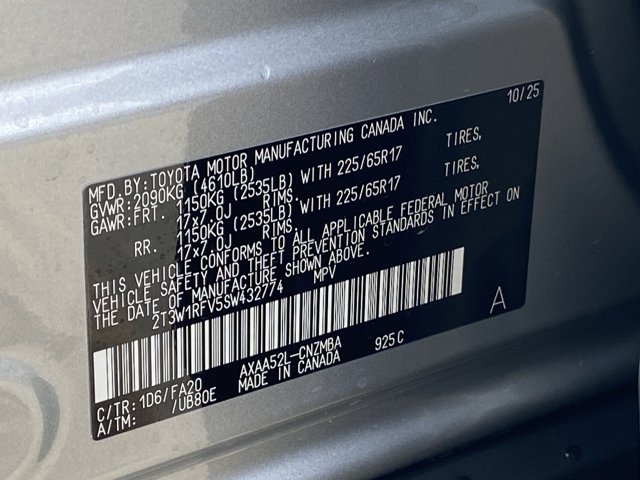 10/25
MFD. BY: TOYOTA MOTOR MANUFACTURING CANADA INC.
GVWR: 2090KG (4610LB)
GAWR: FRT. 1150KG (2535LB) WITH 225/65R17 TIRES,
17x7.0J RIMS.
RR. 1150KG (2535LB) WITH 225/65R17 TIRES,
17x7.0J RIMS.
THIS VEHICLE CONFORMS TO ALL APPLICABLE FEDERAL MOTOR
VEHICLE SAFETY AND THEFT PREVENTION STANDARDS IN EFFECT ON
THE DATE OF MANUFACTURE SHOWN ABOVE.
2T3W1RFV5SW432774 MPV
A
C/TR: 1D6/FA20 AXAA52L-CNZMBA 925C
A/TM: /UB80E MADE IN CANADA